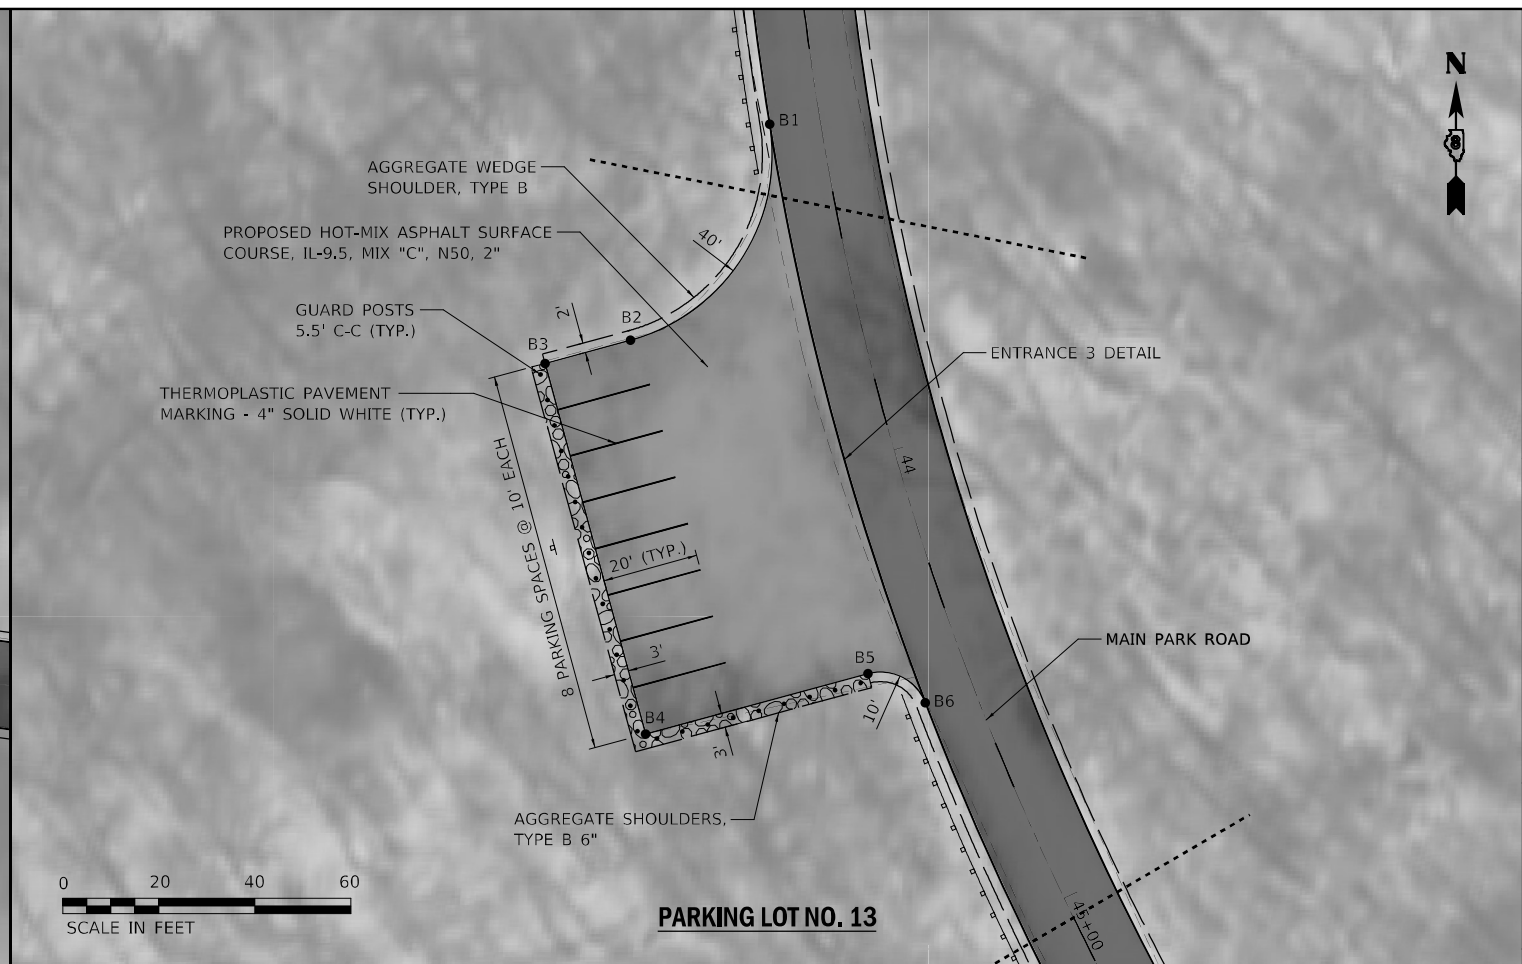 N
8
B1
AGGREGATE WEDGE
SHOULDER, TYPE B
PROPOSED HOT-MIX ASPHALT SURFACE
COURSE, IL-9.5, MIX "C", N50, 2"
40'
GUARD POSTS
5.5' C-C (TYP.)
2'
B2
B3
ENTRANCE 3 DETAIL
THERMOPLASTIC PAVEMENT
MARKING - 4" SOLID WHITE (TYP.)
44
8 PARKING SPACES @ 10' EACH
20' (TYP.)
MAIN PARK ROAD
3'
B5
B6
10'
B4
3'
AGGREGATE SHOULDERS,
TYPE B 6"
0 20 40 60
SCALE IN FEET
PARKING LOT NO. 13
45+00